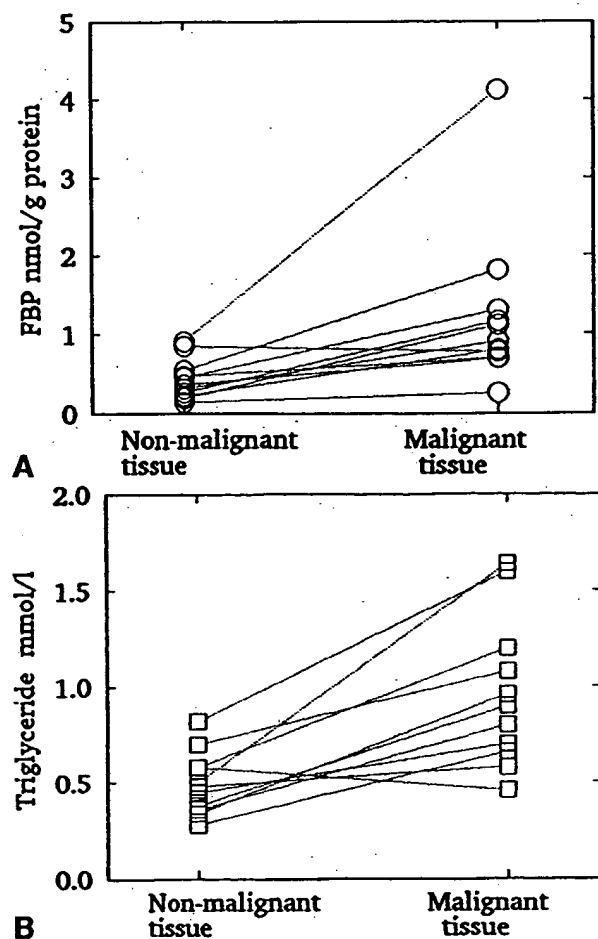 5
4
3
2
1
0
FBP nmol/g protein
Non-malignant
tissue
Malignant
tissue
A
2.0
1.5
1.0
0.5
0.0
Triglyceride mmol/l
Non-malignant
tissue
Malignant
tissue
B